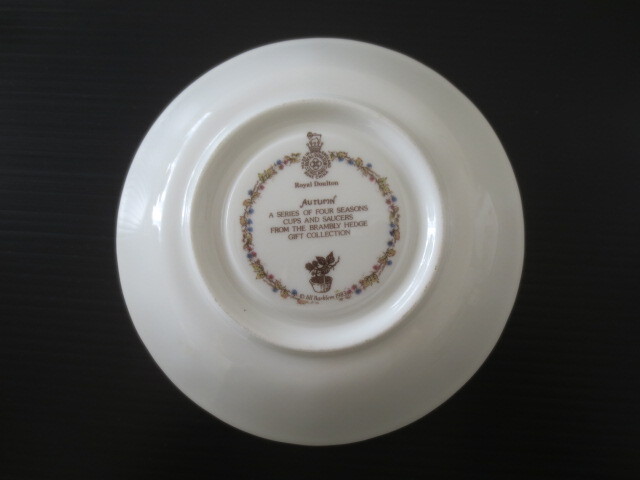 Royal Doulton
AUTUMN
A SERIES OF FOUR SEASONS
CUPS AND SAUCERS
FROM THE BRAMBLY HEDGE
GIFT COLLECTION